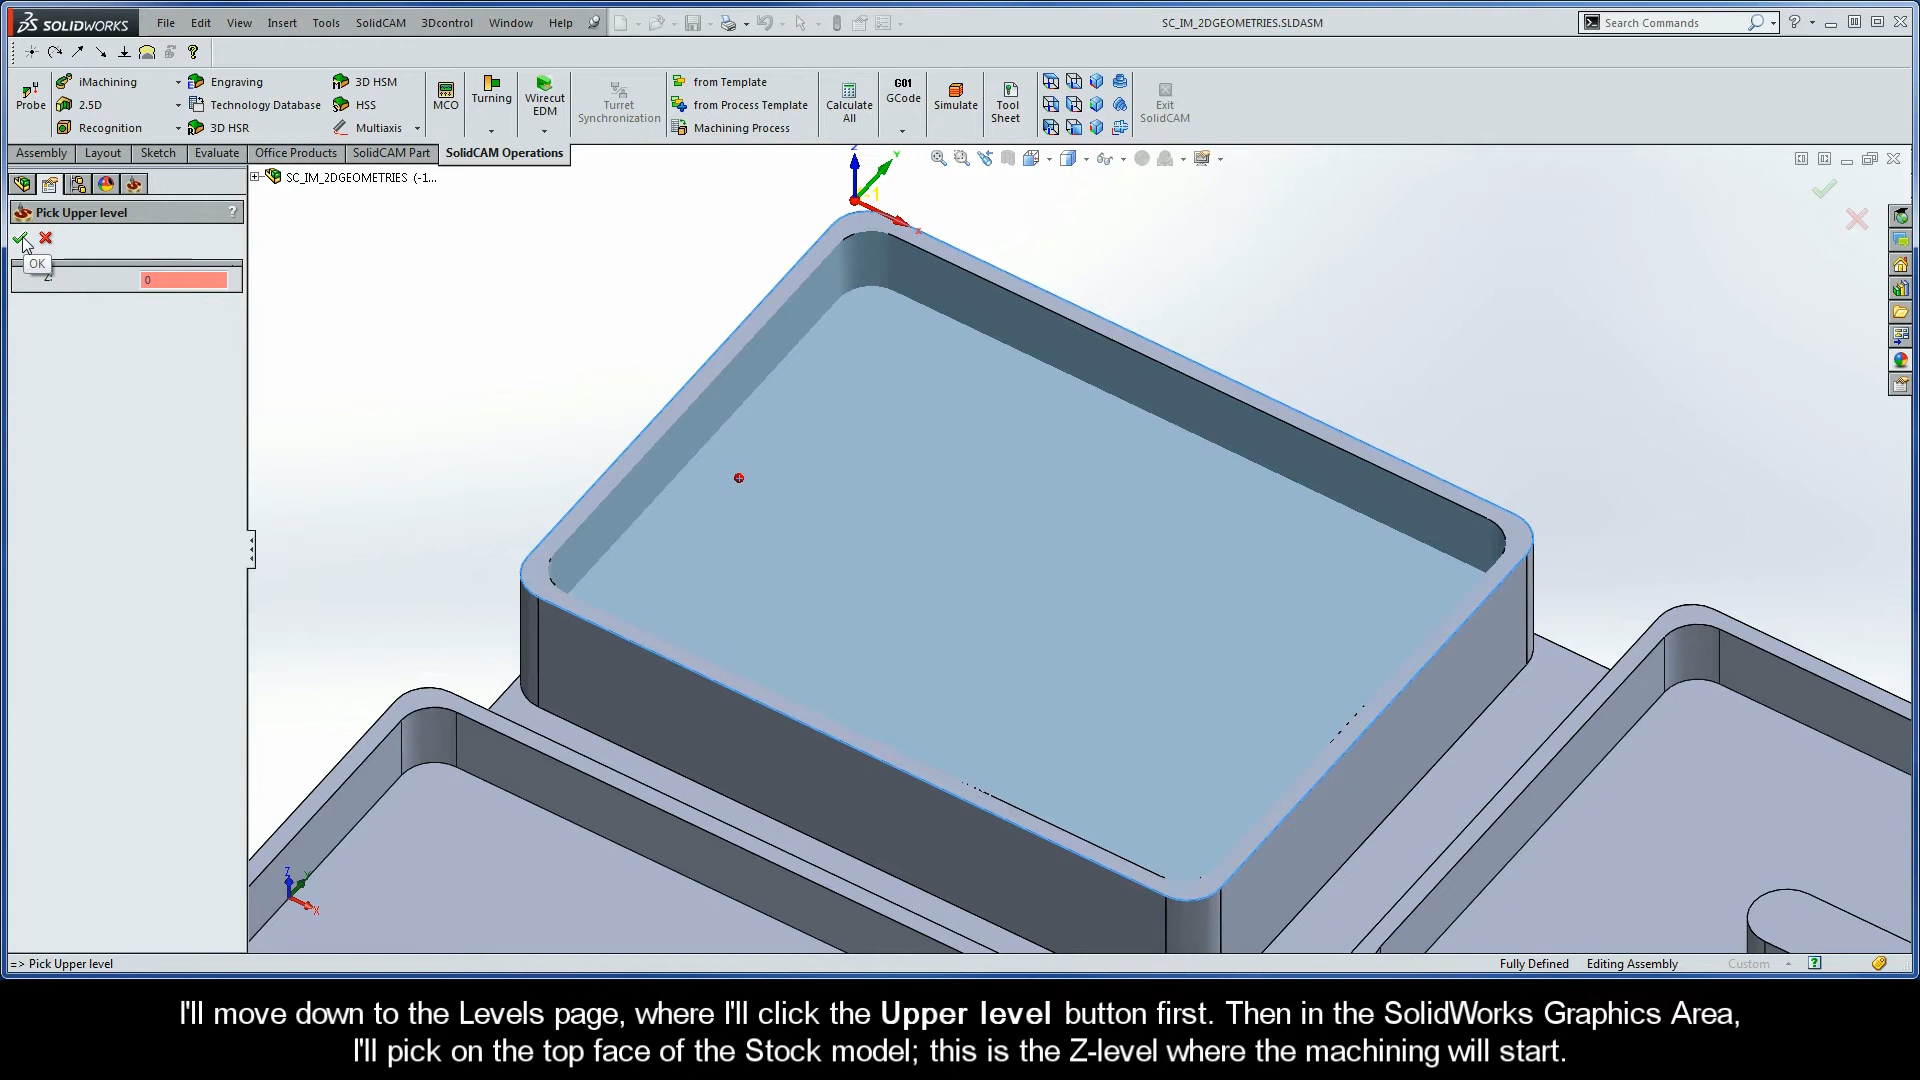 SOLIDWORKS File Edit View Insert Tools SolidCAM 3Dcontrol Window Help SC_IM_2DGEOMETRIES.SLDASM Search Commands
Probe iMachining Engraving 3D HSM MCO Turning Wirecut EDM Turret Synchronization from Template Calculate All G01 GCode Simulate Tool Sheet Exit SolidCAM
2.5D Technology Database HSS from Process Template
Recognition 3D HSR Multiaxis Machining Process
Assembly Layout Sketch Evaluate Office Products SolidCAM Part SolidCAM Operations
SC_IM_2DGEOMETRIES (-1...
Pick Upper level ?
OK
Z: 0
Z Y 1 X
Z Y X
=> Pick Upper level Fully Defined Editing Assembly Custom
I'll move down to the Levels page, where I'll click the Upper level button first. Then in the SolidWorks Graphics Area,
I'll pick on the top face of the Stock model; this is the Z-level where the machining will start.